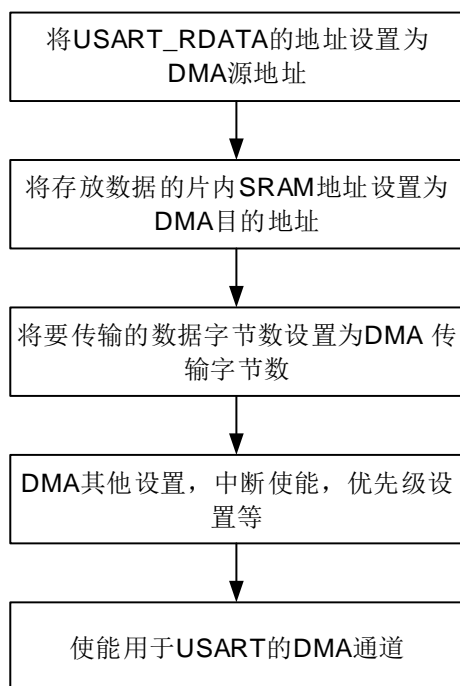 将USART_RDATA的地址设置为
DMA源地址
将存放数据的片内SRAM地址设置为
DMA目的地址
将要传输的数据字节数设置为DMA 传
输字节数
DMA其他设置，中断使能，优先级设
置等
使能用于USART的DMA通道